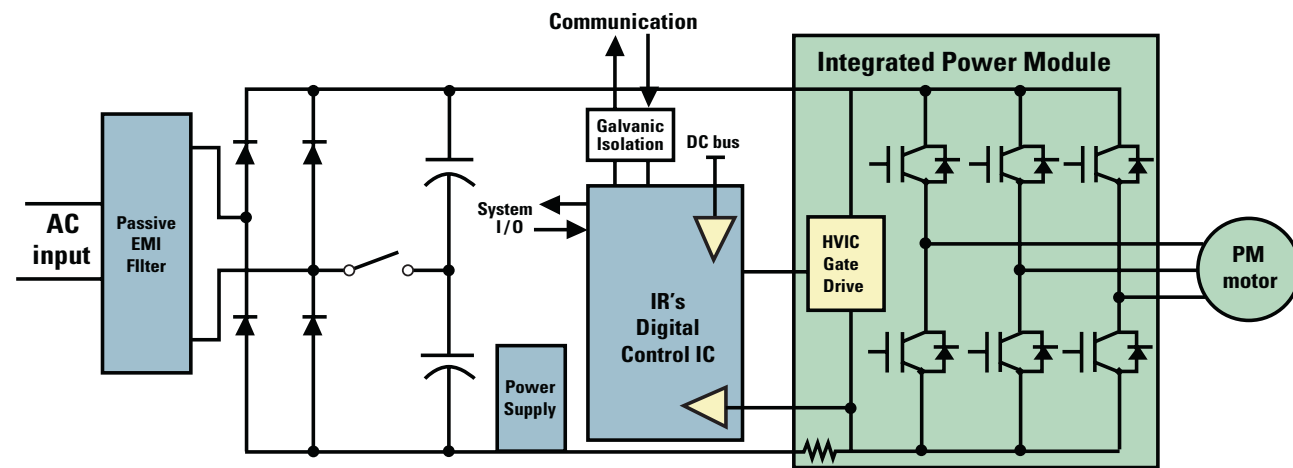 Communication
Integrated Power Module
Galvanic
Isolation
DC bus
AC
input
Passive
EMI
FIlter
System
I/O
HVIC
Gate
Drive
PM
motor
IR's
Digital
Control IC
Power
Supply